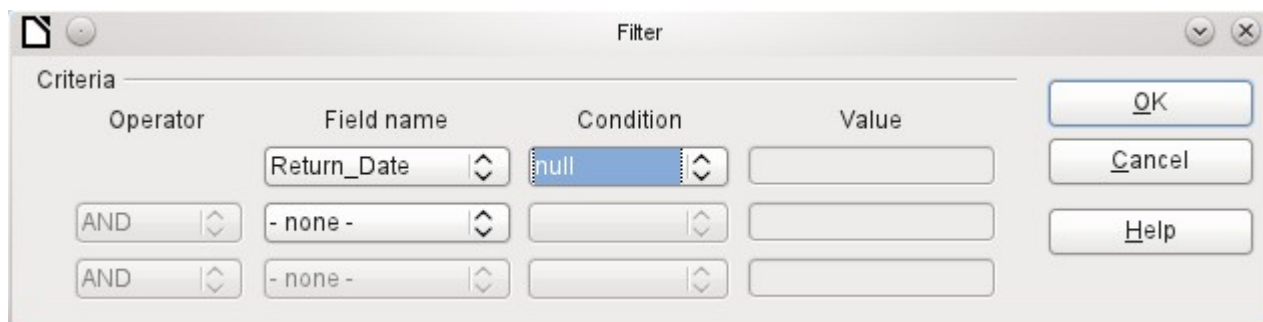 Filter
Criteria
Operator Field name Condition Value
OK
Return_Date null
Cancel
AND - none -
Help
AND - none -